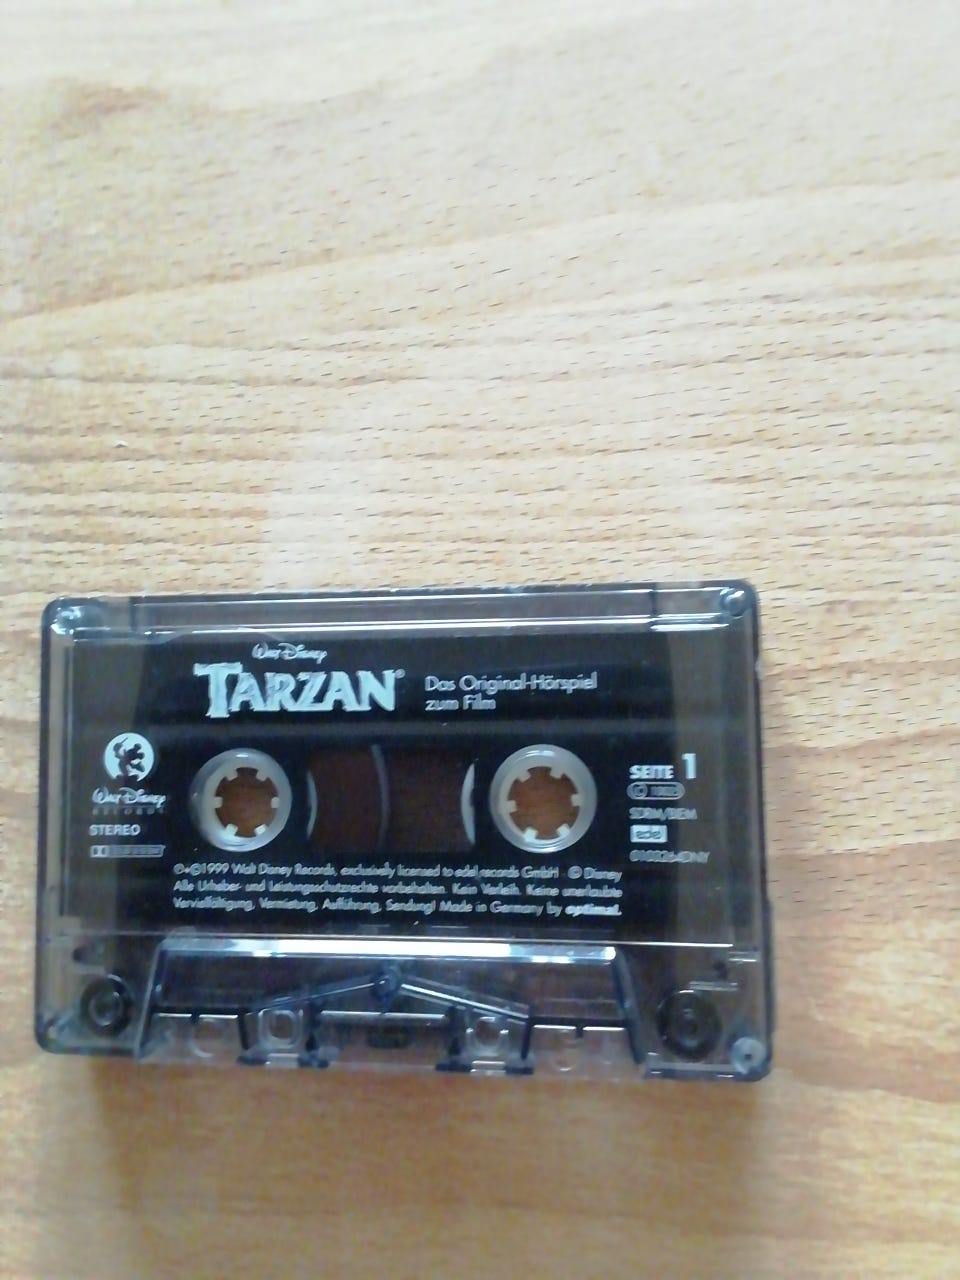 Walt Disney
TARZAN®
Das Original-Hörspiel
zum Film
Walt Disney
RECORDS
STEREO
SEITE 1
edel
℗+©1999 Walt Disney Records, exclusively licensed to edel records GmbH · © Disney
Alle Urheber- und Leistungsschutzrechte vorbehalten. Kein Verleih. Keine unerlaubte
Vervielfältigung, Vermietung, Aufführung, Sendung! Made in Germany by optimal.